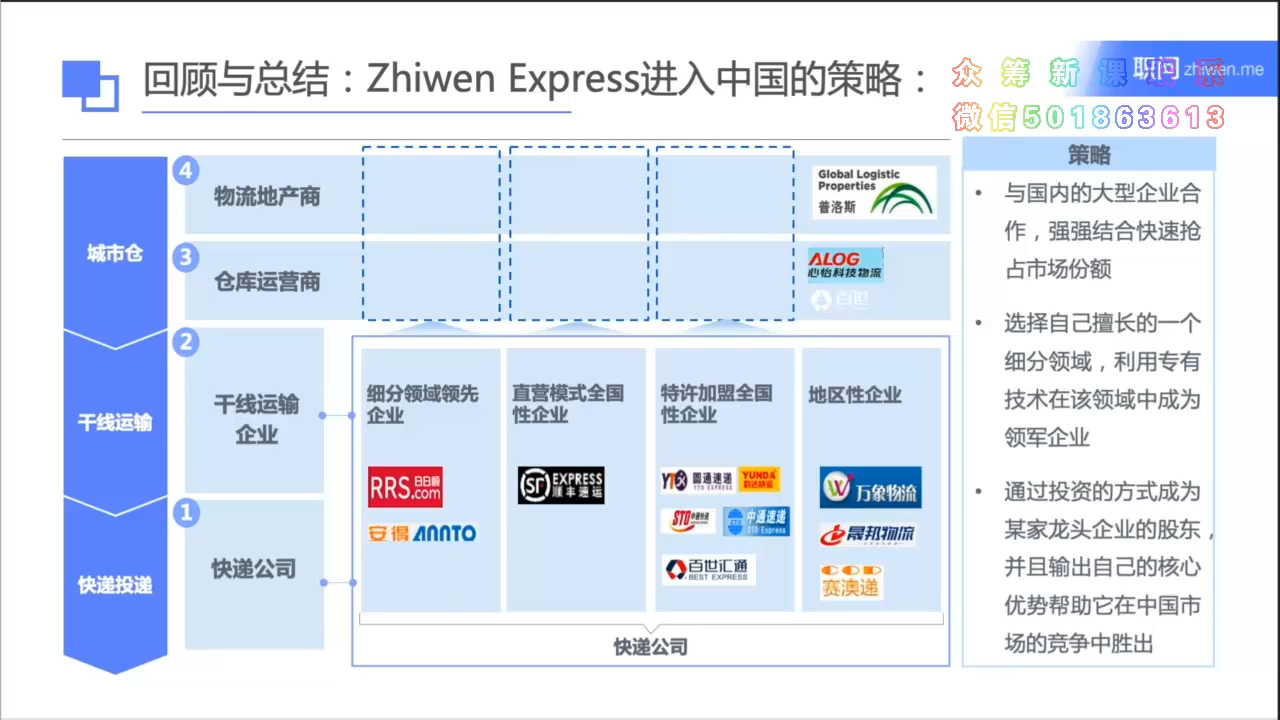 回顾与总结：Zhiwen Express进入中国的策略：
职问 zhiwen.me
众筹新课
微信501863613
城市仓
干线运输
快递投递
4
物流地产商
Global Logistic
Properties
普洛斯
3
仓库运营商
ALOG
心怡科技物流
百世
2
干线运输
企业
1
快递公司
细分领域领先
企业
RRS日日顺
.com
安得ANNTO
直营模式全国
性企业
SF EXPRESS
顺丰速运
特许加盟全国
性企业
YTO 圆通速递
YTO EXPRESS
YUNDA
韵达快运
STO 申通快递
中通速递
ZTO Express
百世汇通
BEST EXPRESS
地区性企业
万象物流
晟邦物流
COD
赛澳递
快递公司
策略
• 与国内的大型企业合
作，强强结合快速抢
占市场份额
• 选择自己擅长的一个
细分领域，利用专有
技术在该领域中成为
领军企业
• 通过投资的方式成为
某家龙头企业的股东，
并且输出自己的核心
优势帮助它在中国市
场的竞争中胜出